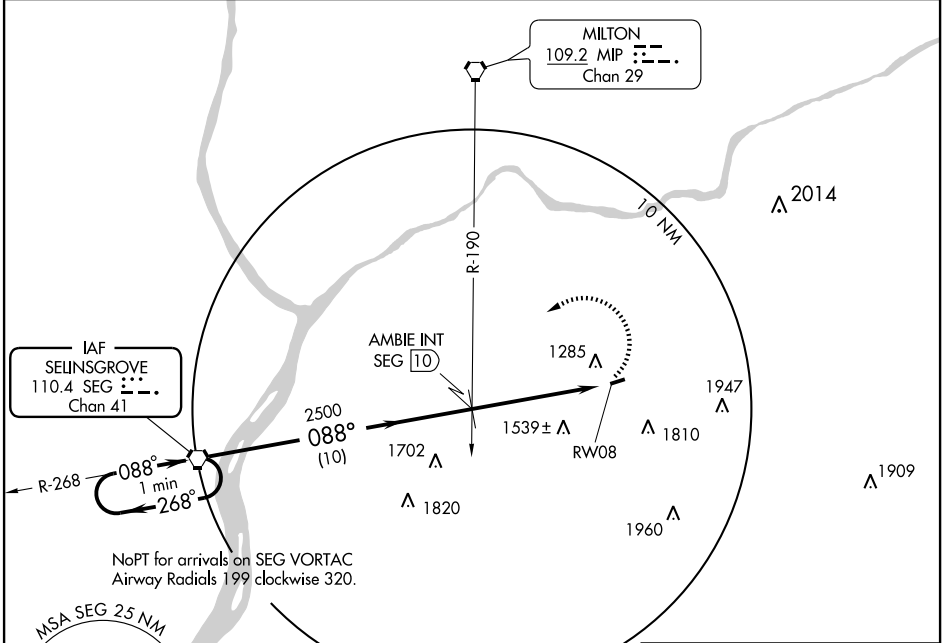 MILTON
109.2 MIP
Chan 29
2014
10 NM
R-190
IAF
SELINSGROVE
110.4 SEG
Chan 41
AMBIE INT
SEG 10
1285
1947
2500
088°
(10)
1539±
1810
RW08
1702
1820
1909
1960
R-268
088°
1 min
268°
NoPT for arrivals on SEG VORTAC
Airway Radials 199 clockwise 320.
MSA SEG 25 NM